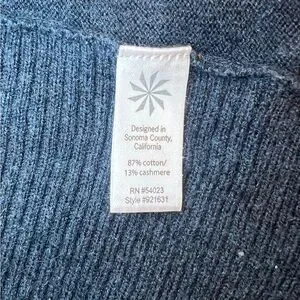 Designed in
Sonoma County,
California
87% cotton/
13% cashmere
RN #54023
Style #921631